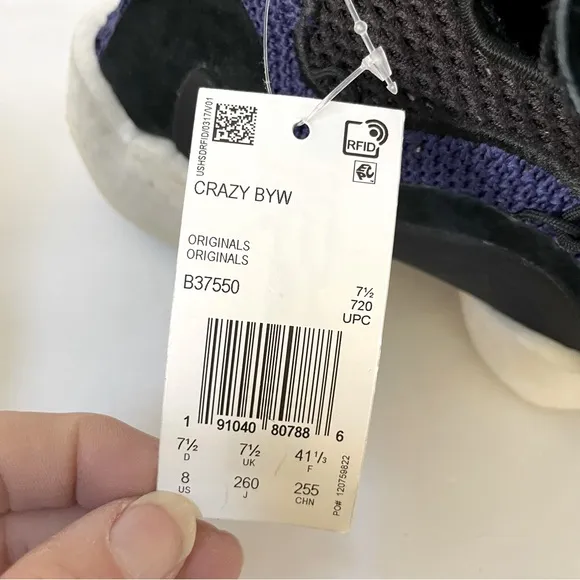 USHSDRFID/0317/V01
RFID
CRAZY BYW
ORIGINALS
ORIGINALS
B37550
7½
720
UPC
1 91040 80788 6
7½ 7½ 41⅓
D UK F
8 260 255
US J CHN
PO# 120759822